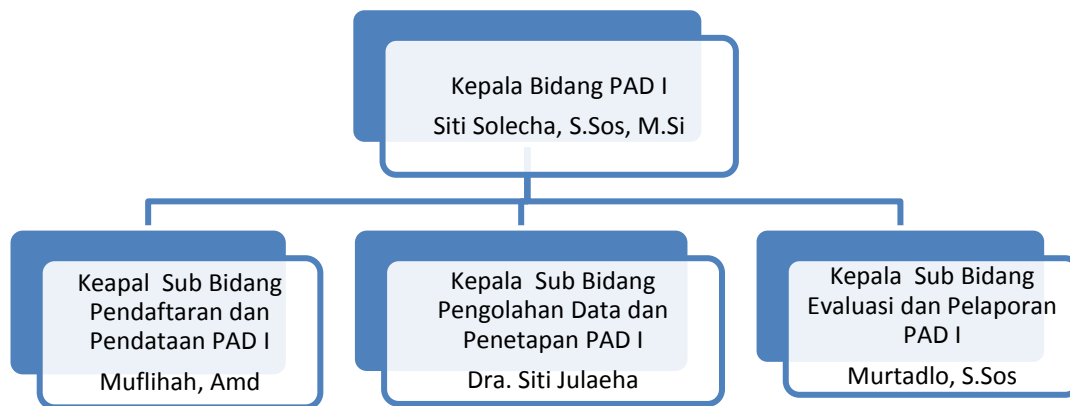 Kepala Bidang PAD I
Siti Solecha, S.Sos, M.Si
Keapal Sub Bidang
Pendaftaran dan
Pendataan PAD I
Muflihah, Amd
Kepala Sub Bidang
Pengolahan Data dan
Penetapan PAD I
Dra. Siti Julaeha
Kepala Sub Bidang
Evaluasi dan Pelaporan
PAD I
Murtadlo, S.Sos